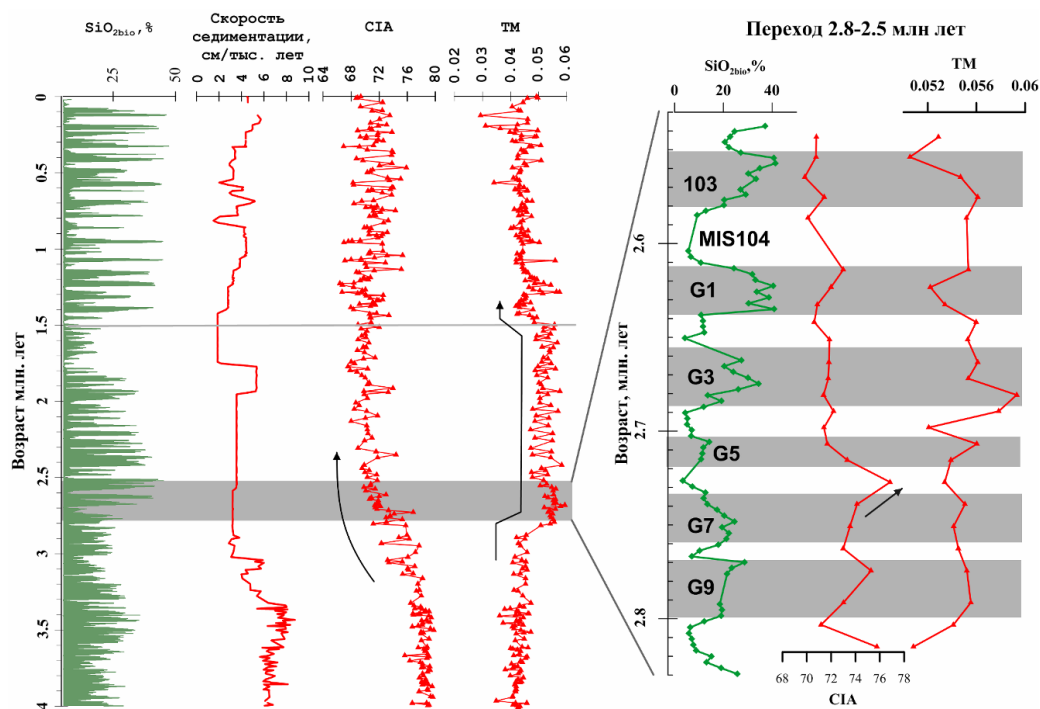 SiO2bio,%
Скорость
седиментации,
см/тыс. лет
CIA
TM
0 25 50
0 2 4 6 8 10
64 68 72 76 80
0.02 0.03 0.04 0.05 0.06
Возраст млн. лет
0
0.5
1
1.5
2
2.5
3
3.5
4
Переход 2.8-2.5 млн лет
SiO2bio,%
TM
0 20 40
0.052 0.056 0.06
Возраст, млн. лет
2.6
2.7
2.8
103
MIS104
G1
G3
G5
G7
G9
68 70 72 74 76 78
CIA